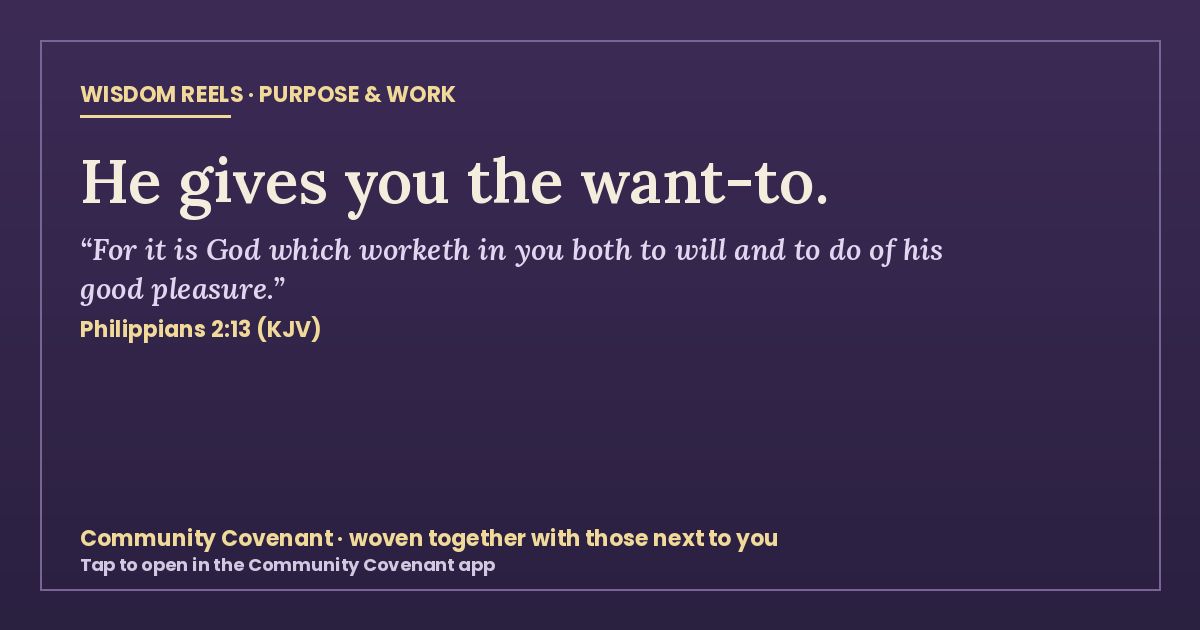 WISDOM REELS · PURPOSE & WORK
He gives you the want-to.
“For it is God which worketh in you both to will and to do of his
good pleasure.”
Philippians 2:13 (KJV)
Community Covenant · woven together with those next to you
Tap to open in the Community Covenant app